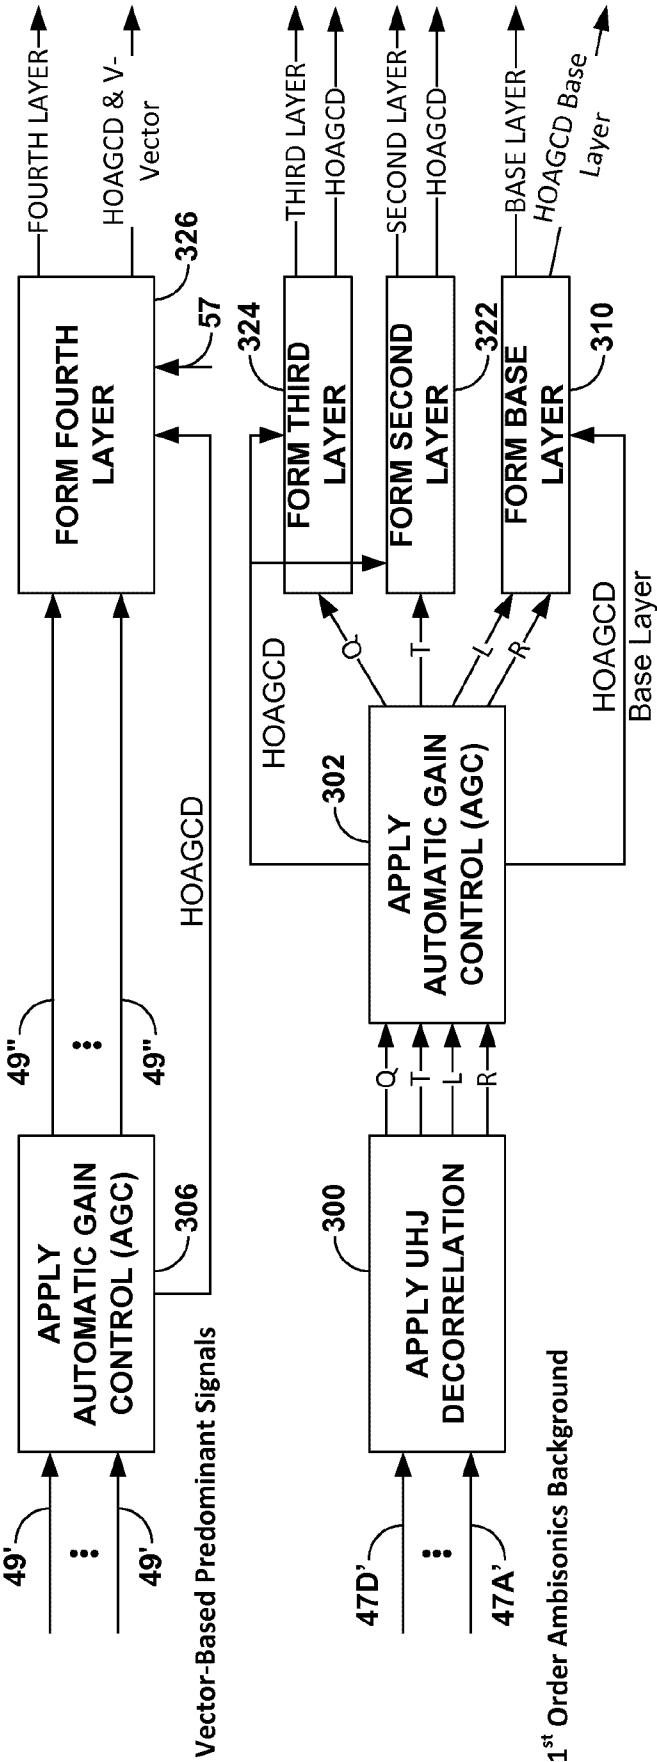 Vector-Based Predominant Signals
49'
49'
APPLY
AUTOMATIC GAIN
CONTROL (AGC)
306
49"
49"
HOAGCD
FORM FOURTH
LAYER
57
326
FOURTH LAYER
HOAGCD & V-
Vector
1st Order Ambisonics Background
47D'
47A'
APPLY UHJ
DECORRELATION
300
Q
T
L
R
APPLY
AUTOMATIC GAIN
CONTROL (AGC)
302
HOAGCD
HOAGCD
Base Layer
Q
T
L
R
FORM THIRD
LAYER
324
FORM SECOND
LAYER
322
FORM BASE
LAYER
310
THIRD LAYER
HOAGCD
SECOND LAYER
HOAGCD
BASE LAYER
HOAGCD Base
Layer